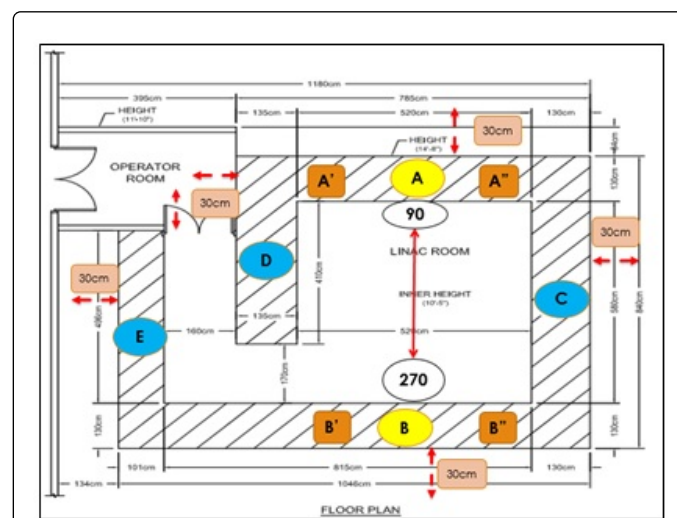 1180cm
395cm
785cm
HEIGHT
(11'-10")
135cm
520cm
130cm
30cm
HEIGHT
(14'-8")
OPERATOR
ROOM
30cm
A'
A
A"
130cm
90
LINAC ROOM
30cm
30cm
D
410cm
INNER HEIGHT
(10'-5")
C
580cm
840cm
E
160cm
135cm
170cm
270
B'
B
B"
130cm
130cm
101cm
815cm
130cm
30cm
134cm
1046cm
FLOOR PLAN